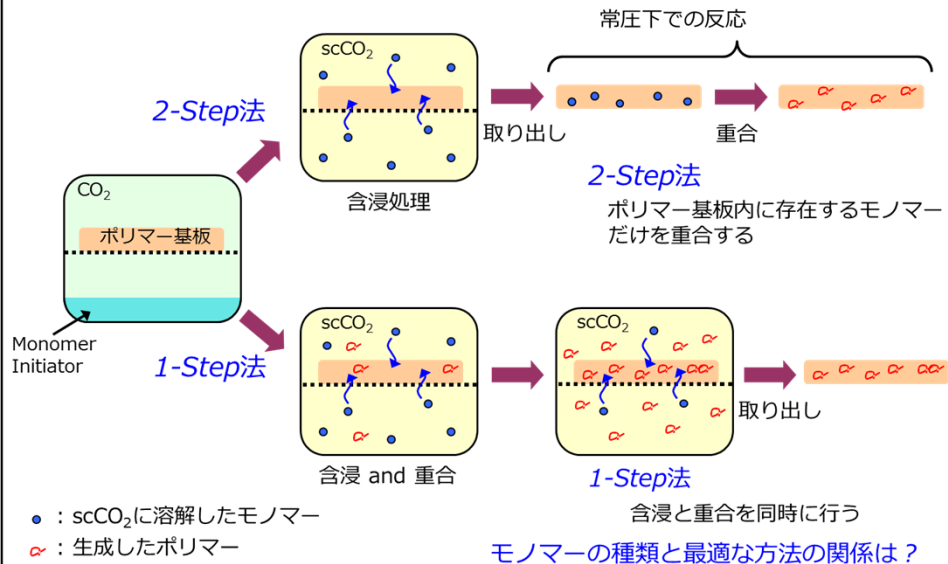 常圧下での反応
scCO₂
2-Step法
取り出し
重合
含浸処理
2-Step法
ポリマー基板内に存在するモノマー
だけを重合する
CO₂
ポリマー基板
Monomer
Initiator
1-Step法
scCO₂
scCO₂
取り出し
含浸 and 重合
1-Step法
含浸と重合を同時に行う
：scCO₂に溶解したモノマー
：生成したポリマー
モノマーの種類と最適な方法の関係は？